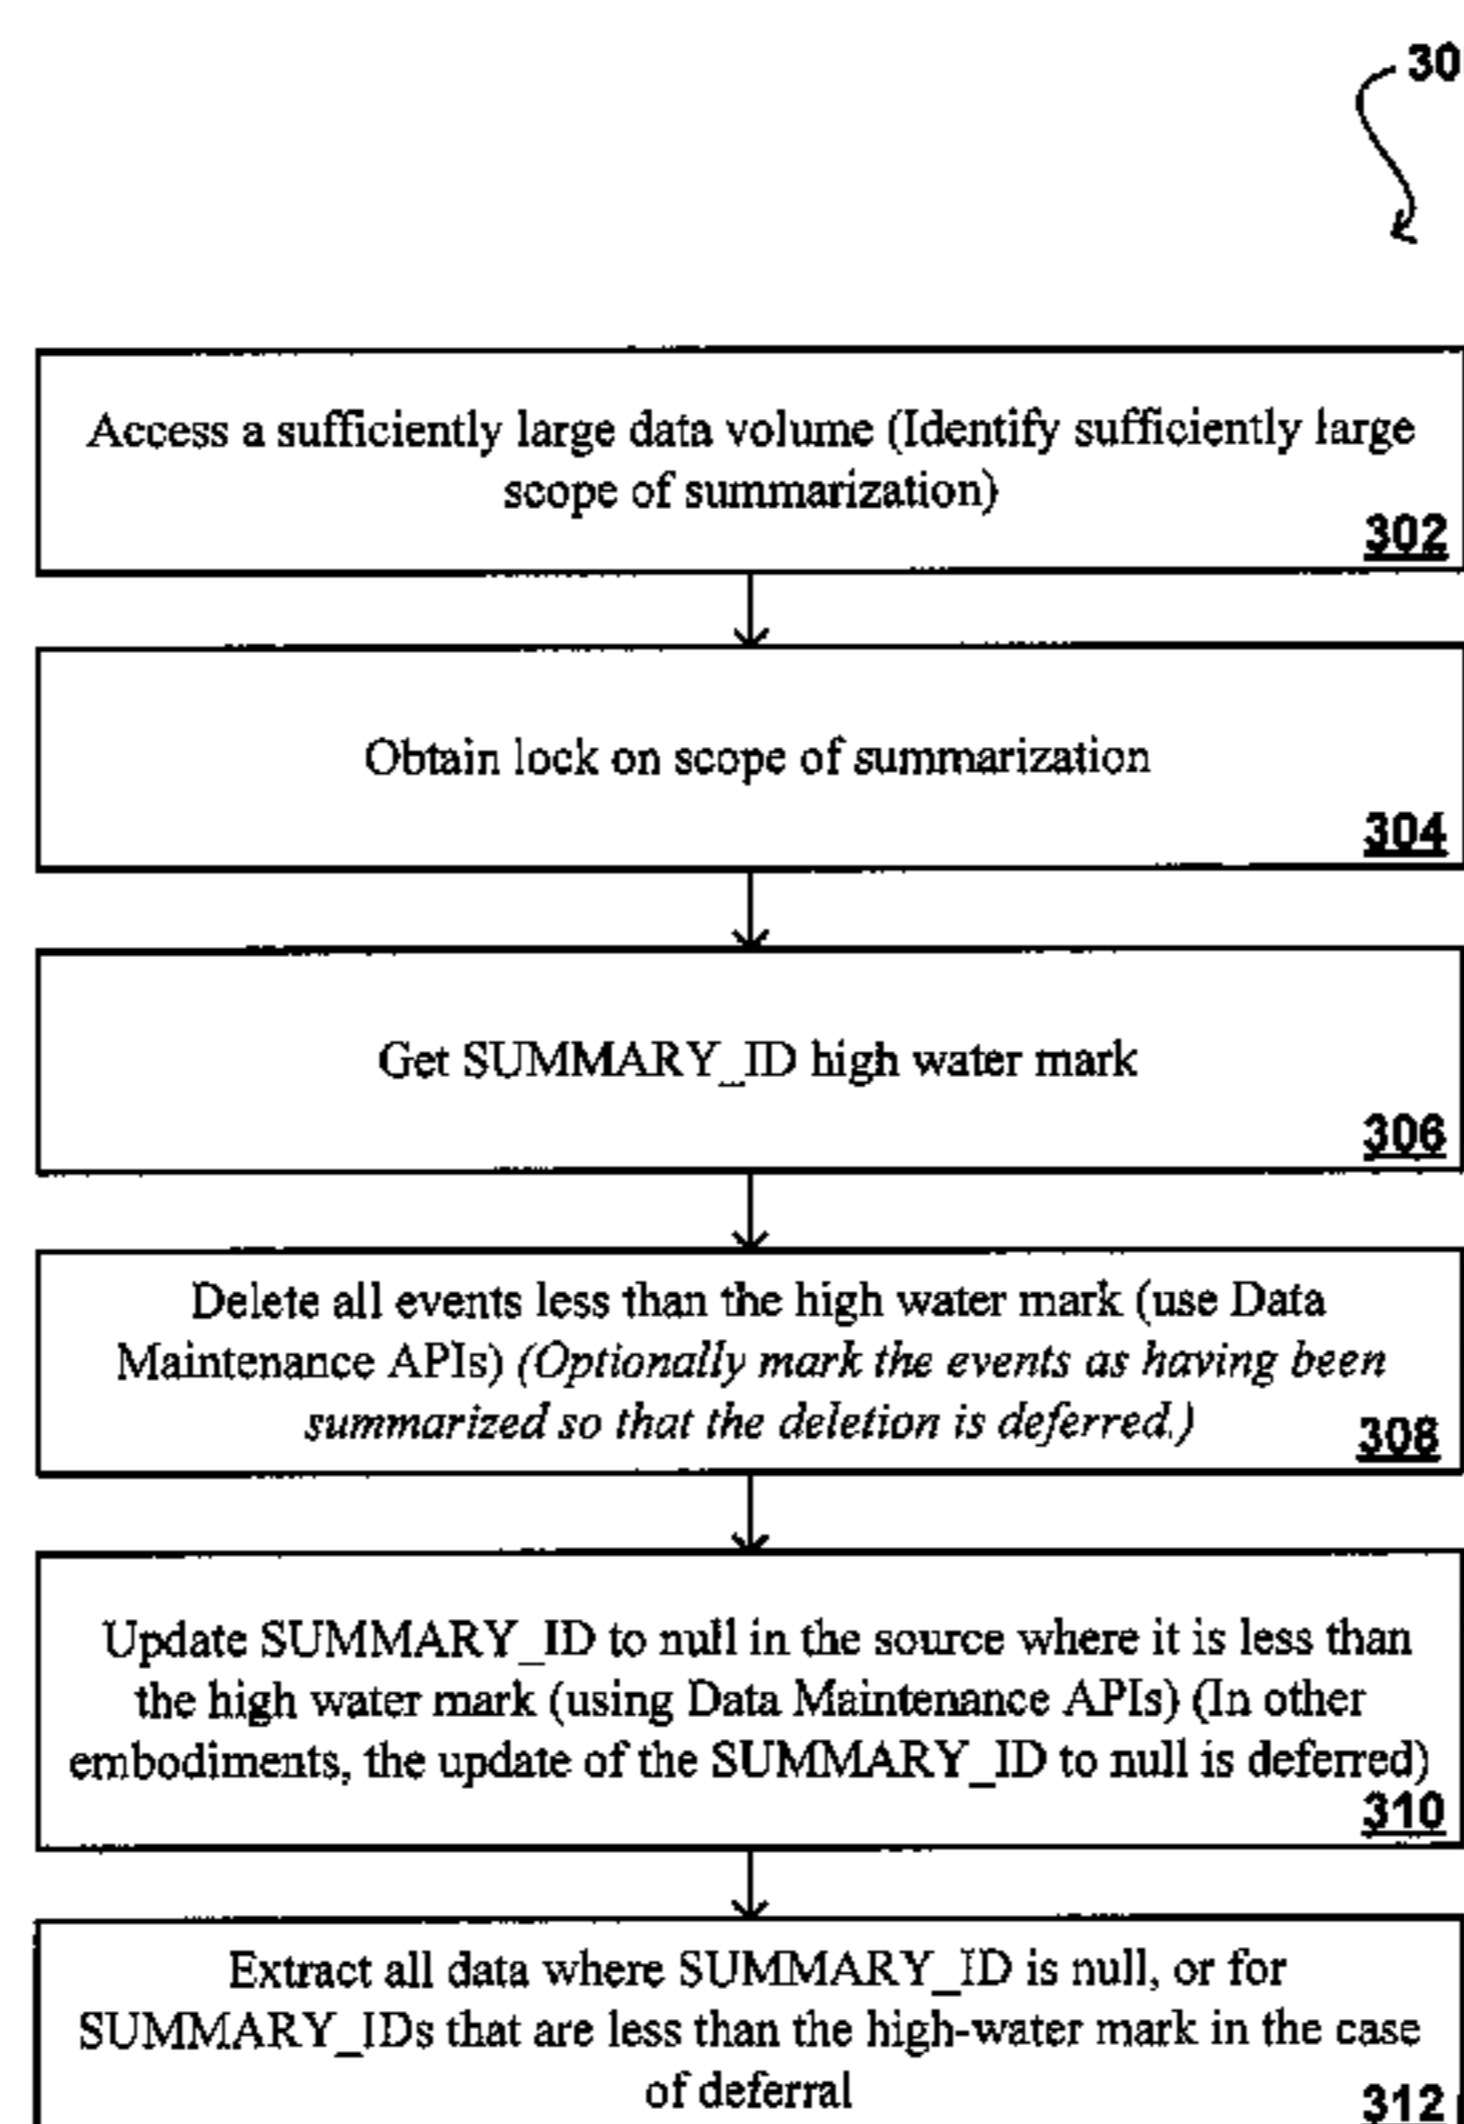 30
Access a sufficiently large data volume (Identify sufficiently large
scope of summarization)
302
Obtain lock on scope of summarization
304
Get SUMMARY_ID high water mark
306
Delete all events less than the high water mark (use Data
Maintenance APIs) (Optionally mark the events as having been
summarized so that the deletion is deferred.)
308
Update SUMMARY_ID to null in the source where it is less than
the high water mark (using Data Maintenance APIs) (In other
embodiments, the update of the SUMMARY_ID to null is deferred)
310
Extract all data where SUMMARY_ID is null, or for
SUMMARY_IDs that are less than the high-water mark in the case
of deferral
312